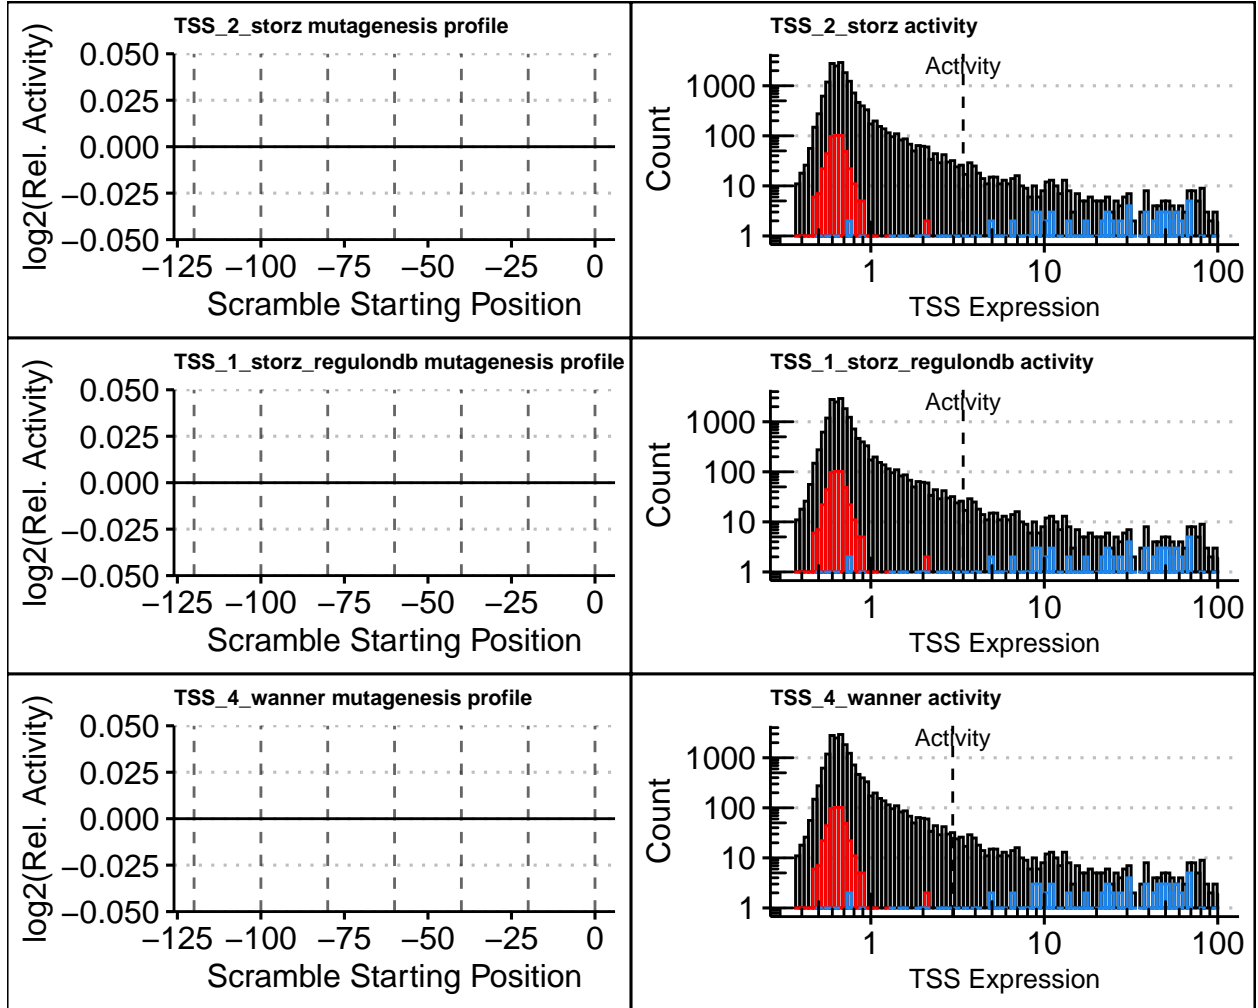 TSS_2_storz mutagenesis profile
log2(Rel. Activity)
0.050
0.025
0.000
−0.025
−0.050
−125 −100 −75 −50 −25 0
Scramble Starting Position
TSS_2_storz activity
Activity
Count
1000
100
10
1
1 10 100
TSS Expression
TSS_1_storz_regulondb mutagenesis profile
log2(Rel. Activity)
0.050
0.025
0.000
−0.025
−0.050
−125 −100 −75 −50 −25 0
Scramble Starting Position
TSS_1_storz_regulondb activity
Activity
Count
1000
100
10
1
1 10 100
TSS Expression
TSS_4_wanner mutagenesis profile
log2(Rel. Activity)
0.050
0.025
0.000
−0.025
−0.050
−125 −100 −75 −50 −25 0
Scramble Starting Position
TSS_4_wanner activity
Activity
Count
1000
100
10
1
1 10 100
TSS Expression